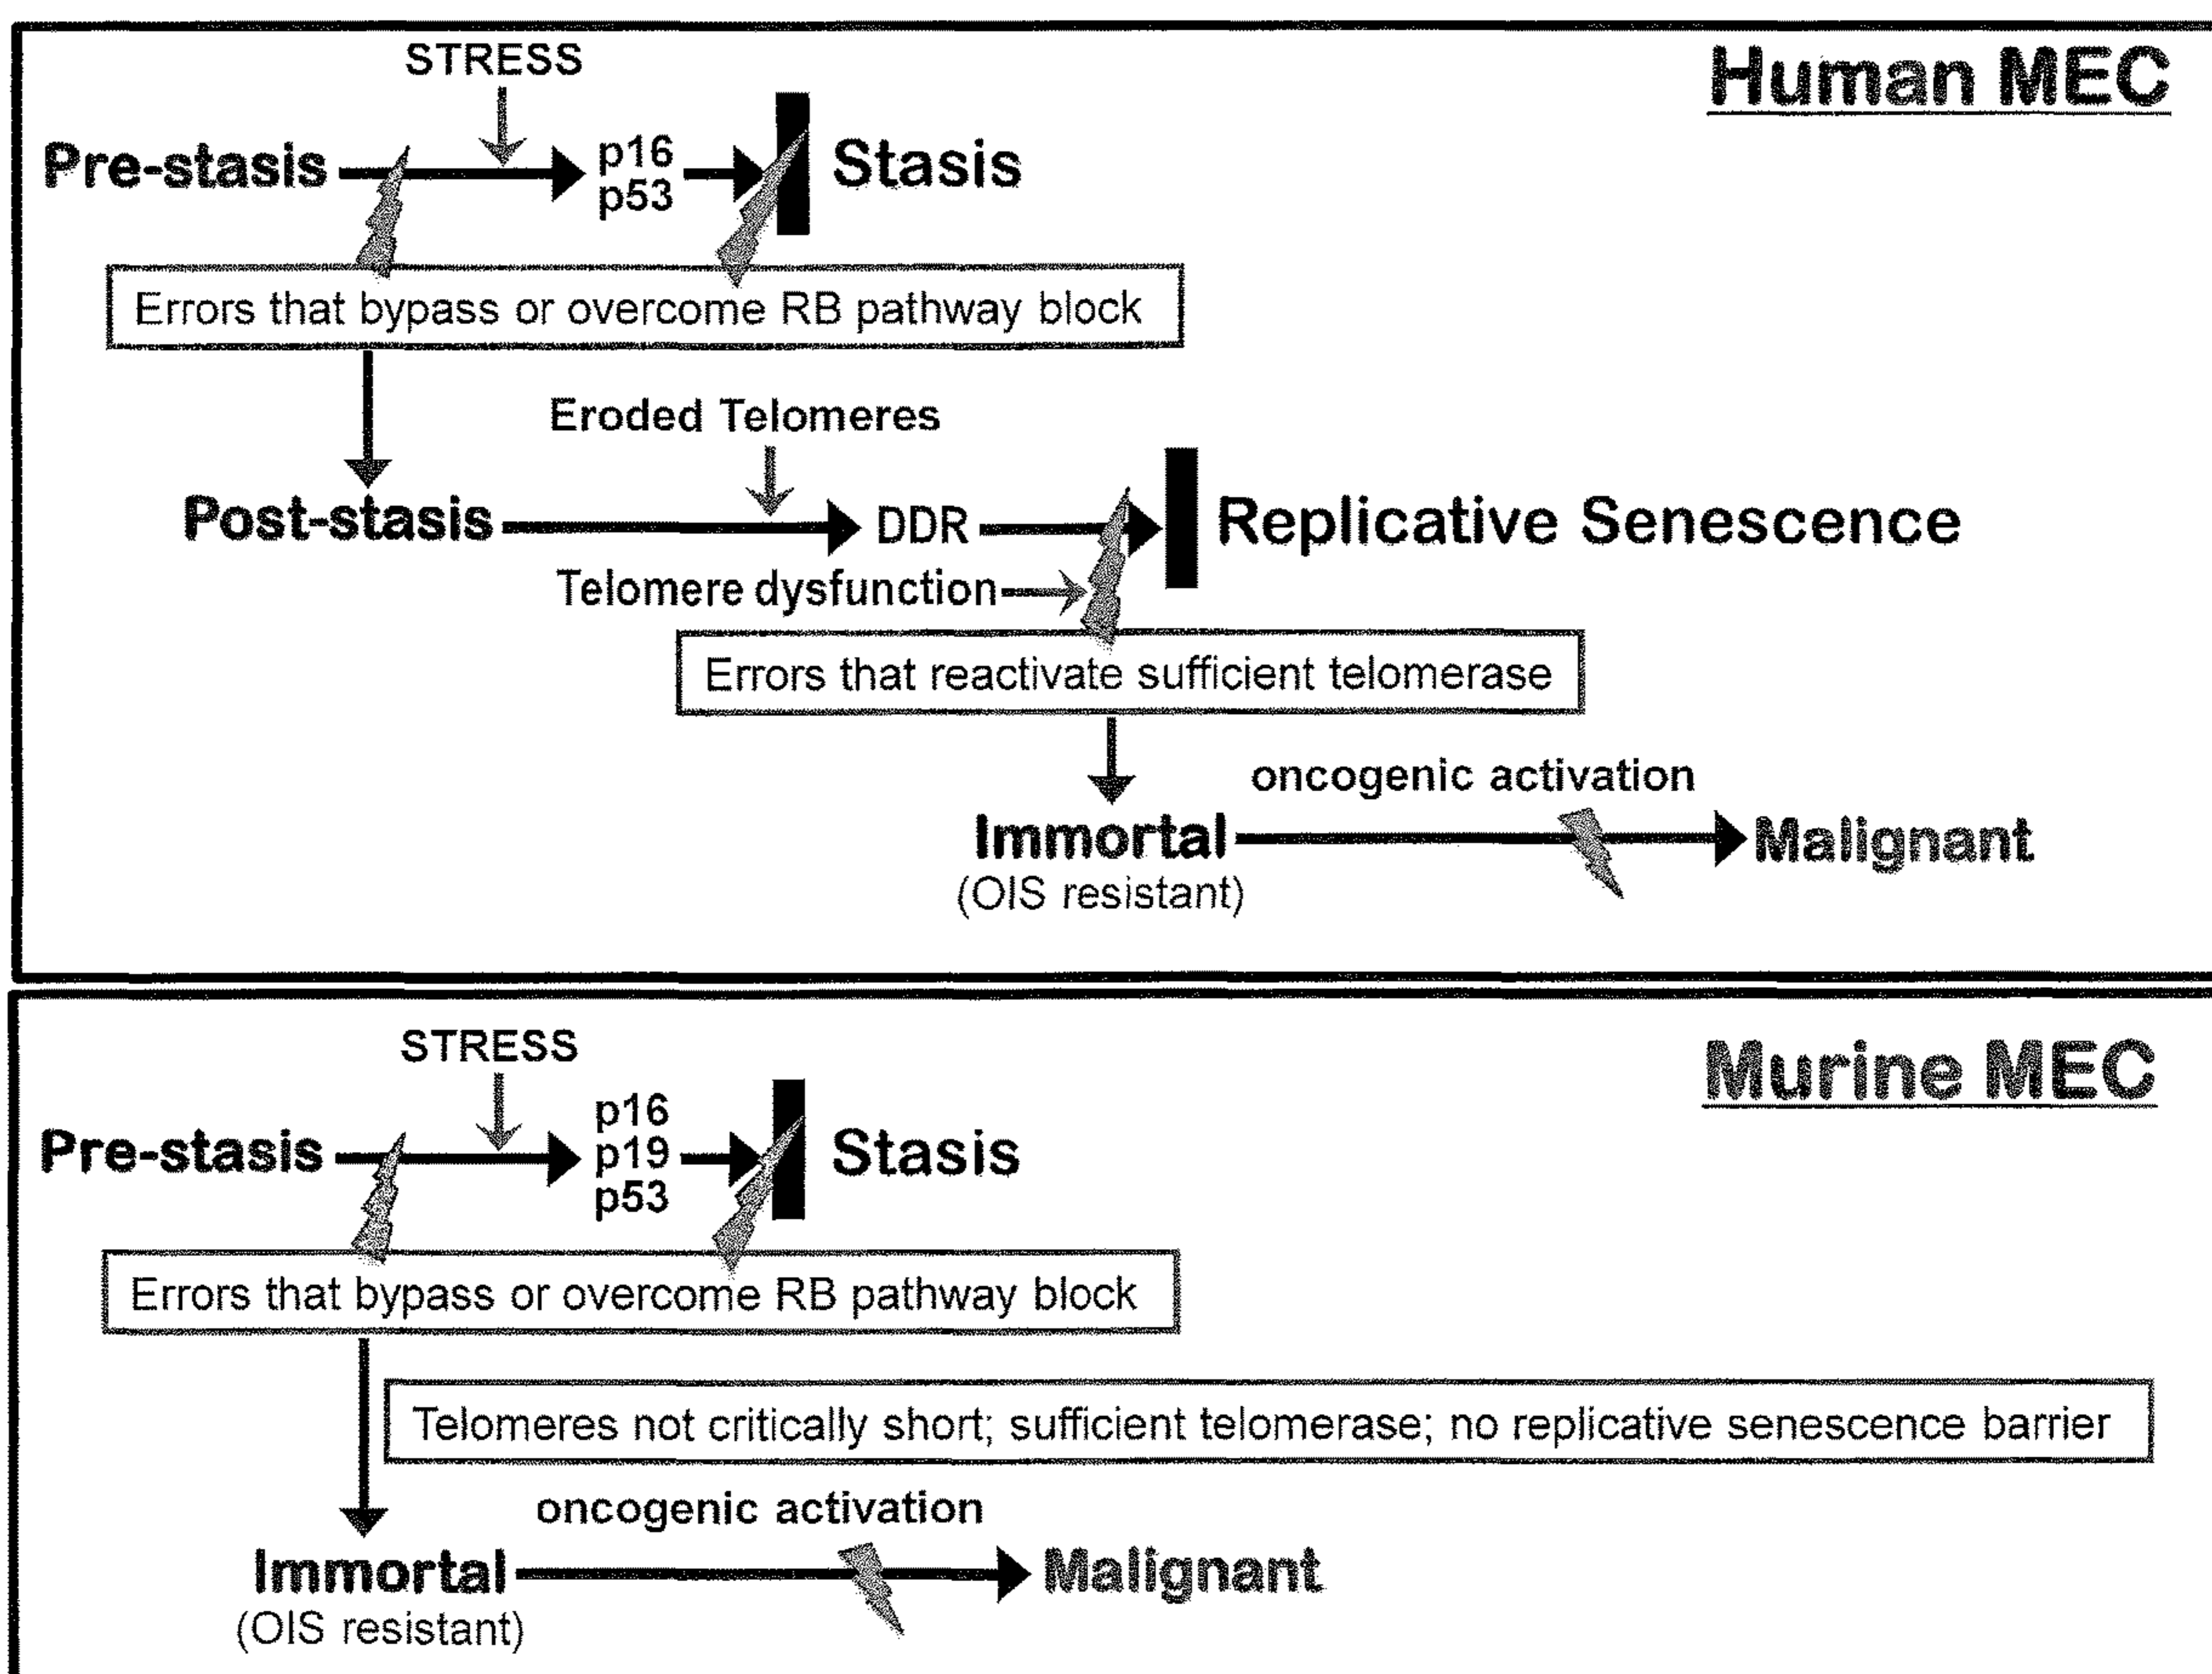 Human MEC
STRESS
Pre-stasis
p16
p53
Stasis
Errors that bypass or overcome RB pathway block
Eroded Telomeres
Post-stasis
DDR
Replicative Senescence
Telomere dysfunction
Errors that reactivate sufficient telomerase
oncogenic activation
Immortal
(OIS resistant)
Malignant
Murine MEC
STRESS
Pre-stasis
p16
p19
p53
Stasis
Errors that bypass or overcome RB pathway block
Telomeres not critically short; sufficient telomerase; no replicative senescence barrier
oncogenic activation
Immortal
(OIS resistant)
Malignant